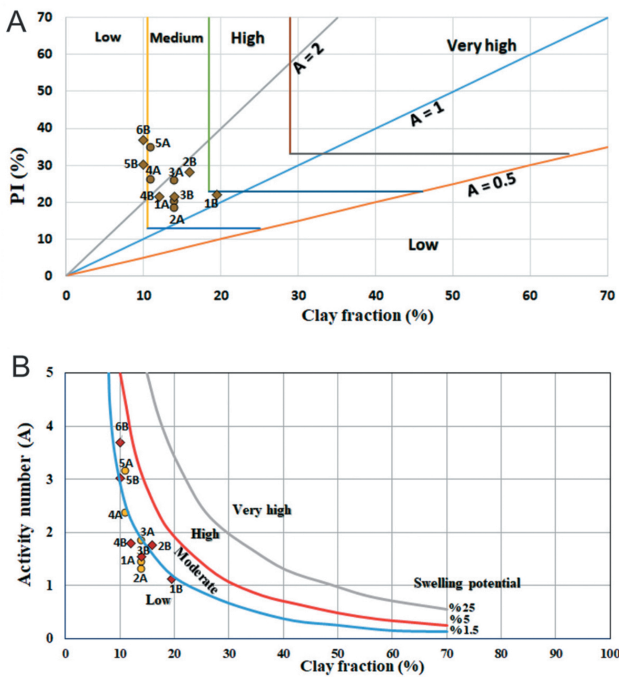 A
Low
Medium
High
Very high
A = 2
A = 1
A = 0.5
Low
6B
5A
5B
4A
3A
2B
4B
1A
3B
2A
1B
PI (%)
70
60
50
40
30
20
10
0
0 10 20 30 40 50 60 70
Clay fraction (%)
B
Activity number (A)
5
4
3
2
1
0
6B
5A
5B
4A
3A
4B
3B
2B
1A
2A
1B
Very high
High
Moderate
Low
Swelling potential
%25
%5
%1.5
0 10 20 30 40 50 60 70 80 90 100
Clay fraction (%)